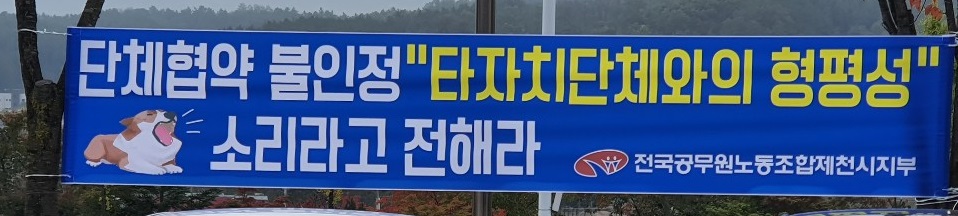 단체협약 불인정"타자치단체와의 형평성"
소리라고 전해라
전국공무원노동조합제천시지부